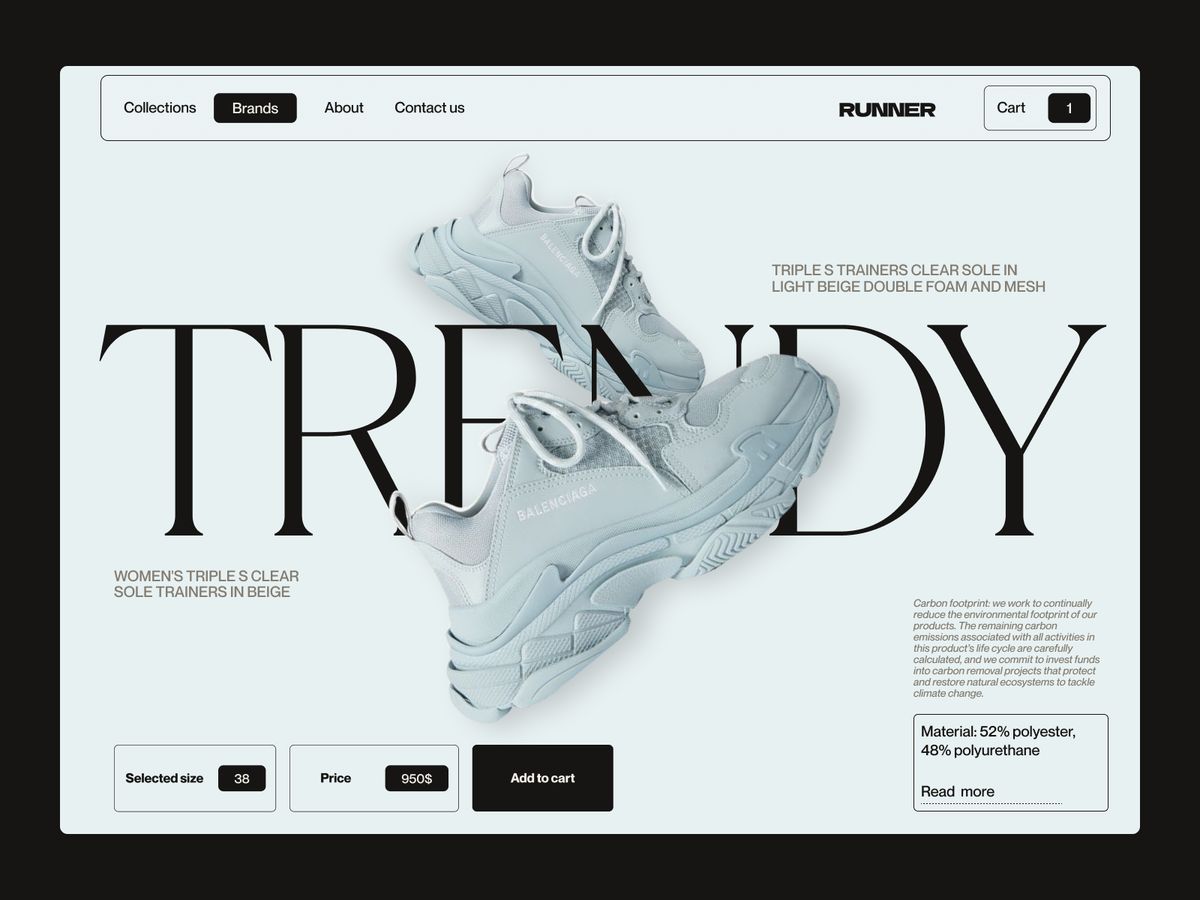 Collections Brands About Contact us RUNNER Cart 1
BALENCIAGA
TRIPLE S TRAINERS CLEAR SOLE IN
LIGHT BEIGE DOUBLE FOAM AND MESH
TRENDY
BALENCIAGA
WOMEN'S TRIPLE S CLEAR
SOLE TRAINERS IN BEIGE
Carbon footprint: we work to continually
reduce the environmental footprint of our
products. The remaining carbon
emissions associated with all activities in
this product's life cycle are carefully
calculated, and we commit to invest funds
into carbon removal projects that protect
and restore natural ecosystems to tackle
climate change.
Material: 52% polyester,
48% polyurethane
Read more
Selected size 38 Price 950$ Add to cart